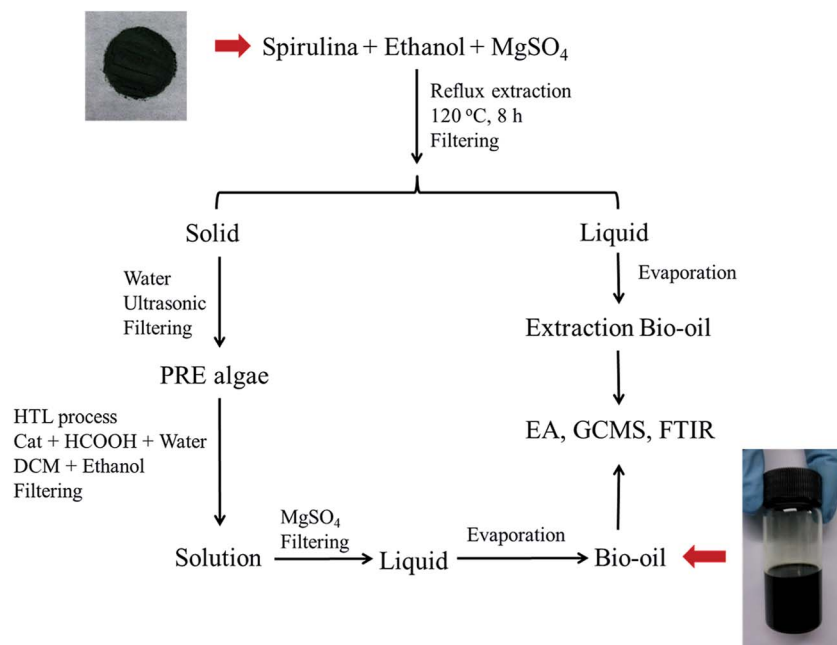 Spirulina + Ethanol + MgSO₄
Reflux extraction
120 °C, 8 h
Filtering
Solid
Liquid
Water
Ultrasonic
Filtering
Evaporation
Extraction Bio-oil
PRE algae
HTL process
Cat + HCOOH + Water
DCM + Ethanol
Filtering
EA, GCMS, FTIR
Solution
MgSO₄
Filtering
Liquid
Evaporation
Bio-oil